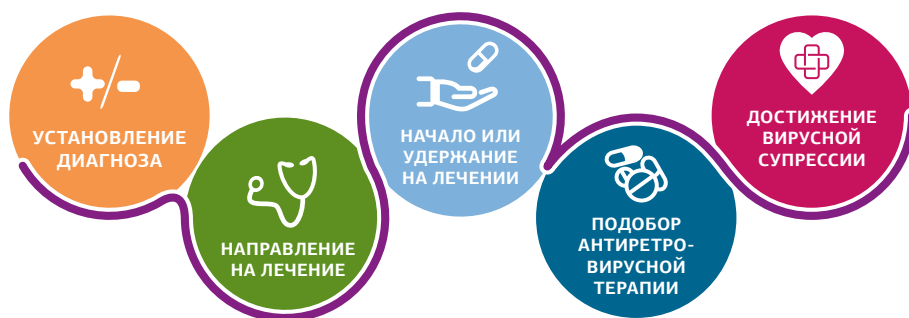 УСТАНОВЛЕНИЕ
ДИАГНОЗА
НАПРАВЛЕНИЕ
НА ЛЕЧЕНИЕ
НАЧАЛО ИЛИ
УДЕРЖАНИЕ
НА ЛЕЧЕНИИ
ПОДОБОР
АНТИРЕТРО-
ВИРУСНОЙ
ТЕРАПИИ
ДОСТИЖЕНИЕ
ВИРУСНОЙ
СУПРЕССИИ